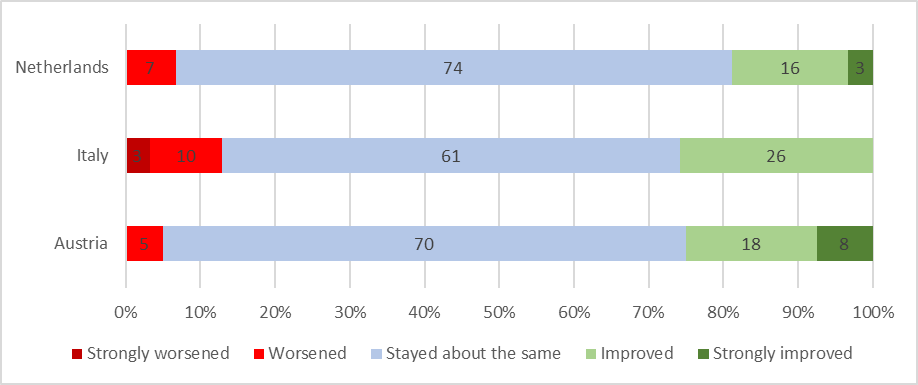 Netherlands 7 74 16 3
Italy 3 10 61 26
Austria 5 70 18 8
0% 10% 20% 30% 40% 50% 60% 70% 80% 90% 100%
Strongly worsened Worsened Stayed about the same Improved Strongly improved